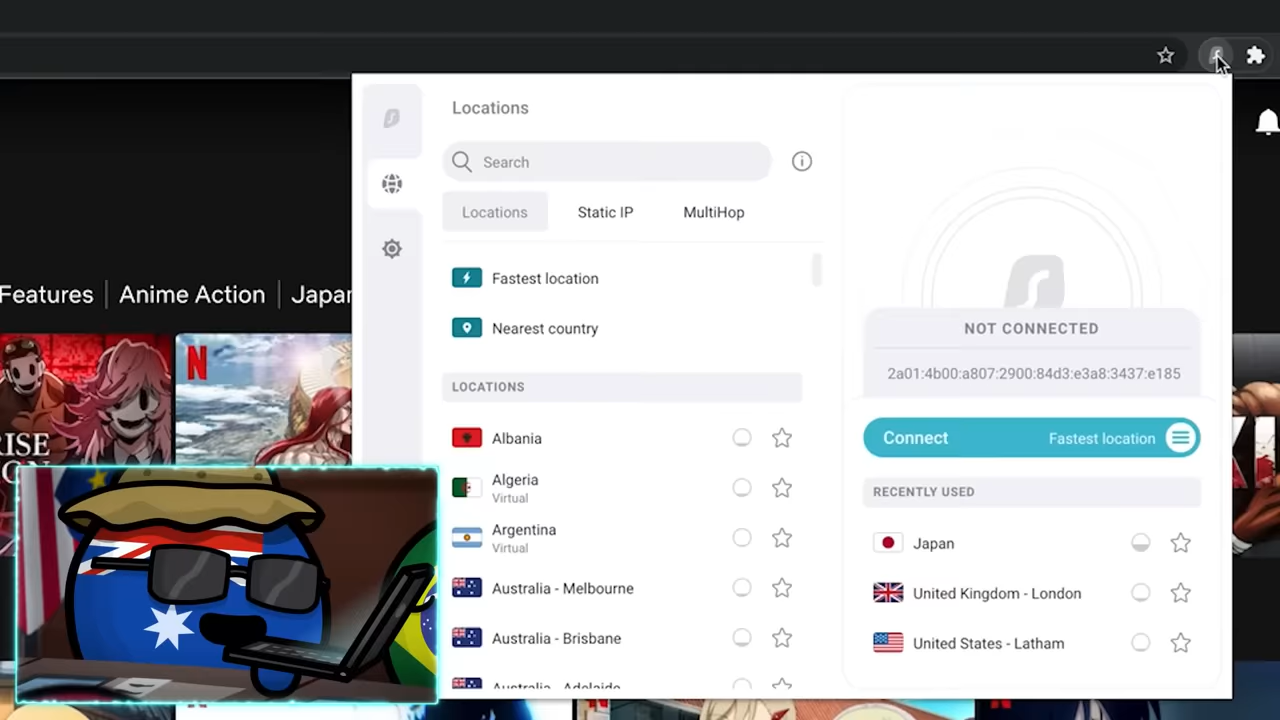 Locations
Search
Locations
Static IP
MultiHop
Fastest location
Nearest country
LOCATIONS
Albania
Algeria
Virtual
Argentina
Virtual
Australia - Melbourne
Australia - Brisbane
Australia - Adelaide
NOT CONNECTED
2a01:4b00:a807:2900:84d3:e3a8:3437:e185
Connect
Fastest location
RECENTLY USED
Japan
United Kingdom - London
United States - Latham
Features
Anime Action
N